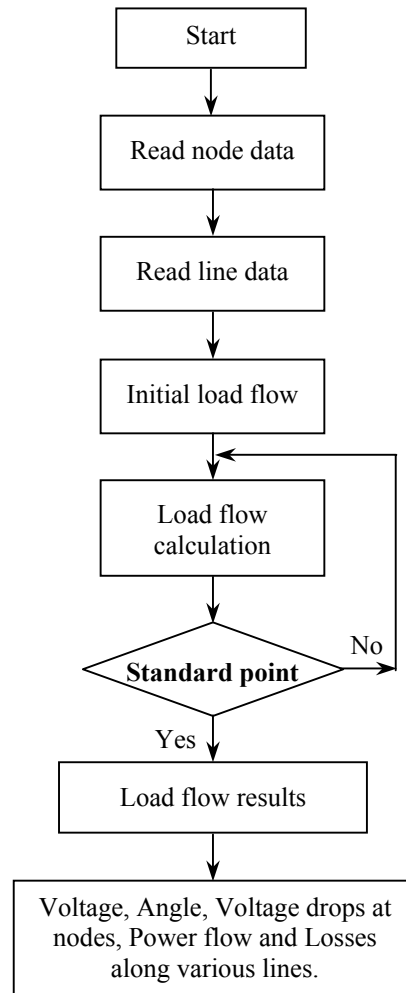 Start
Read node data
Read line data
Initial load flow
Load flow
calculation
Standard point
No
Yes
Load flow results
Voltage, Angle, Voltage drops at
nodes, Power flow and Losses
along various lines.